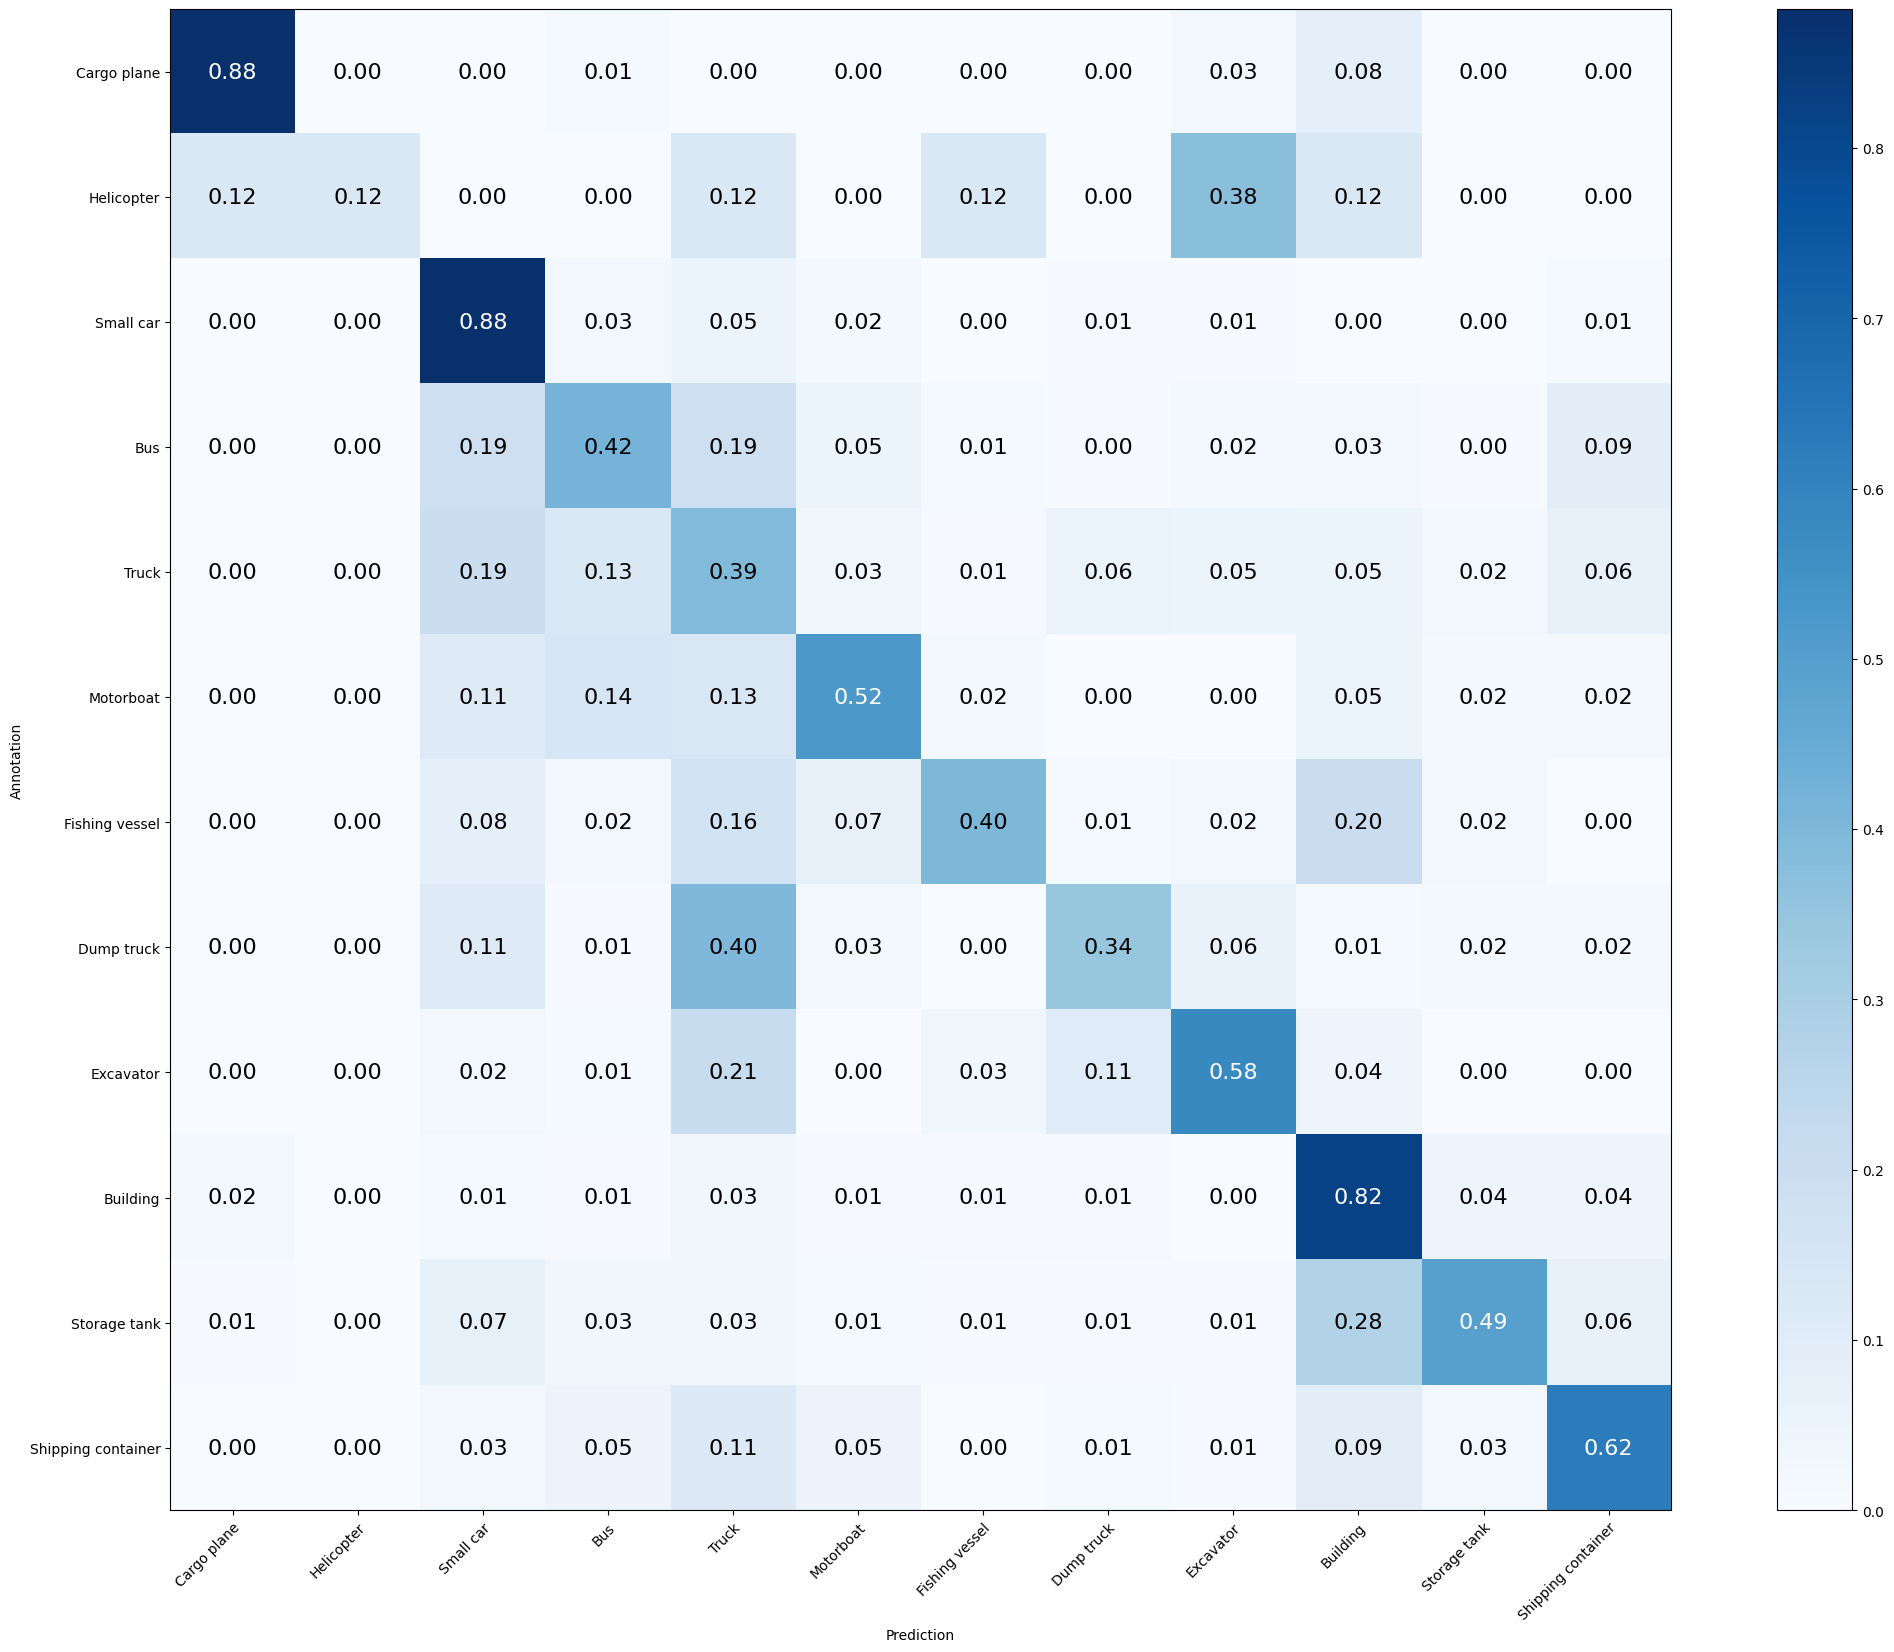 Cargo plane 0.88 0.00 0.00 0.01 0.00 0.00 0.00 0.00 0.03 0.08 0.00 0.00
0.8
Helicopter 0.12 0.12 0.00 0.00 0.12 0.00 0.12 0.00 0.38 0.12 0.00 0.00
0.7
Small car 0.00 0.00 0.88 0.03 0.05 0.02 0.00 0.01 0.01 0.00 0.00 0.01
Bus 0.00 0.00 0.19 0.42 0.19 0.05 0.01 0.00 0.02 0.03 0.00 0.09
0.6
Truck 0.00 0.00 0.19 0.13 0.39 0.03 0.01 0.06 0.05 0.05 0.02 0.06
0.5
Motorboat 0.00 0.00 0.11 0.14 0.13 0.52 0.02 0.00 0.00 0.05 0.02 0.02
Annotation
Fishing vessel 0.00 0.00 0.08 0.02 0.16 0.07 0.40 0.01 0.02 0.20 0.02 0.00
0.4
Dump truck 0.00 0.00 0.11 0.01 0.40 0.03 0.00 0.34 0.06 0.01 0.02 0.02
0.3
Excavator 0.00 0.00 0.02 0.01 0.21 0.00 0.03 0.11 0.58 0.04 0.00 0.00
0.2
Building 0.02 0.00 0.01 0.01 0.03 0.01 0.01 0.01 0.00 0.82 0.04 0.04
Storage tank 0.01 0.00 0.07 0.03 0.03 0.01 0.01 0.01 0.01 0.28 0.49 0.06
0.1
Shipping container 0.00 0.00 0.03 0.05 0.11 0.05 0.00 0.01 0.01 0.09 0.03 0.62
0.0
Cargo plane
Helicopter
Small car
Bus
Truck
Motorboat
Fishing vessel
Dump truck
Excavator
Building
Storage tank
Shipping container
Prediction